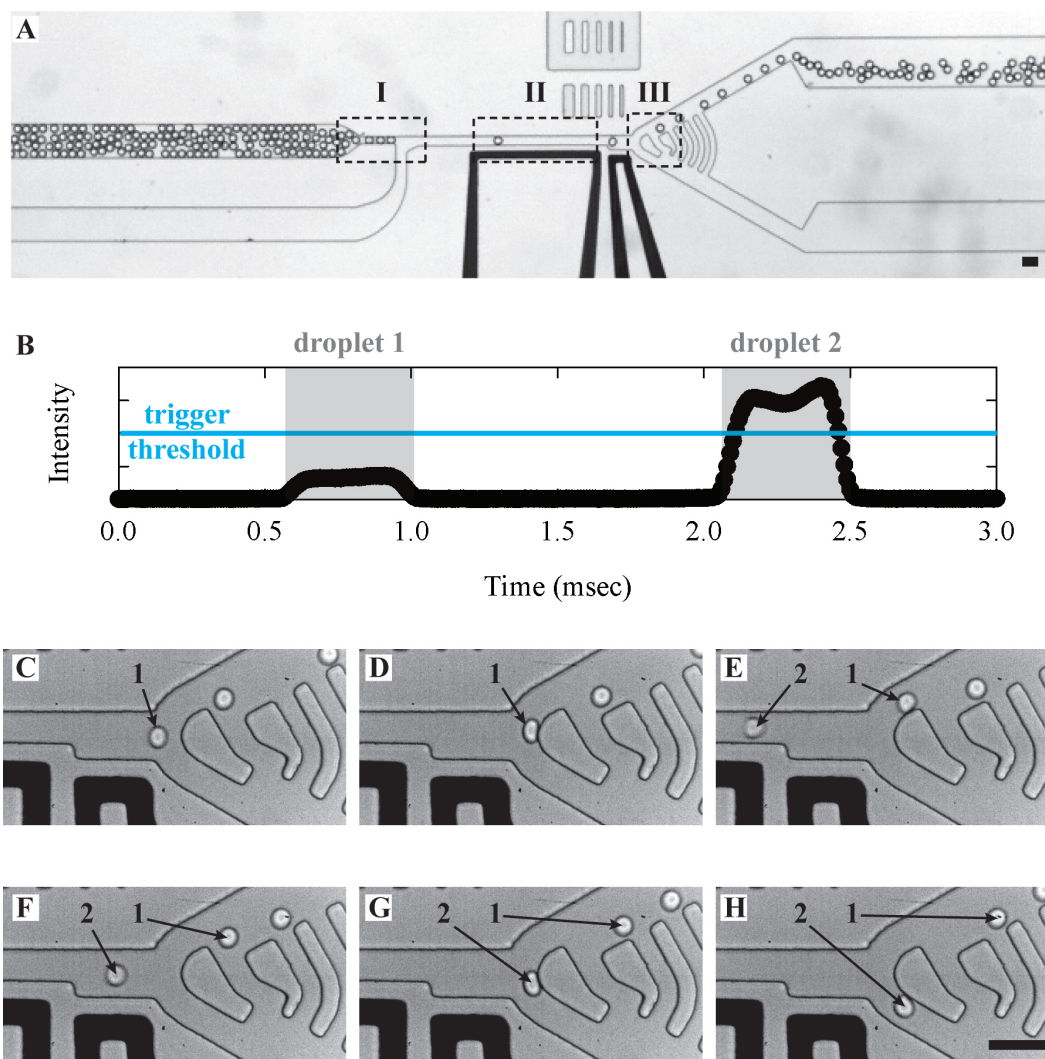 A
I
II
III
B
droplet 1
droplet 2
Intensity
trigger
threshold
0.0
0.5
1.0
1.5
2.0
2.5
3.0
Time (msec)
C
1
D
1
E
2
1
F
2
1
G
2
1
H
2
1